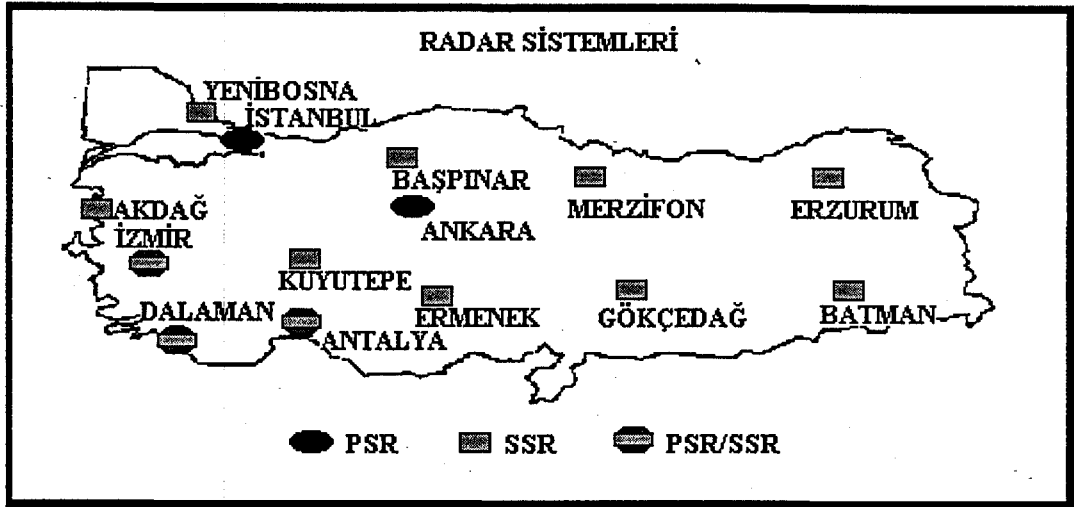 RADAR SİSTEMLERİ
YENİBOSNA
İSTANBUL
BAŞPINAR
MERZİFON
ERZURUM
AKDAĞ
ANKARA
İZMİR
KUYUTEPE
DALAMAN
ERMENEK
GÖKÇEDAĞ
BATMAN
ANTALYA
PSR
SSR
PSR/SSR